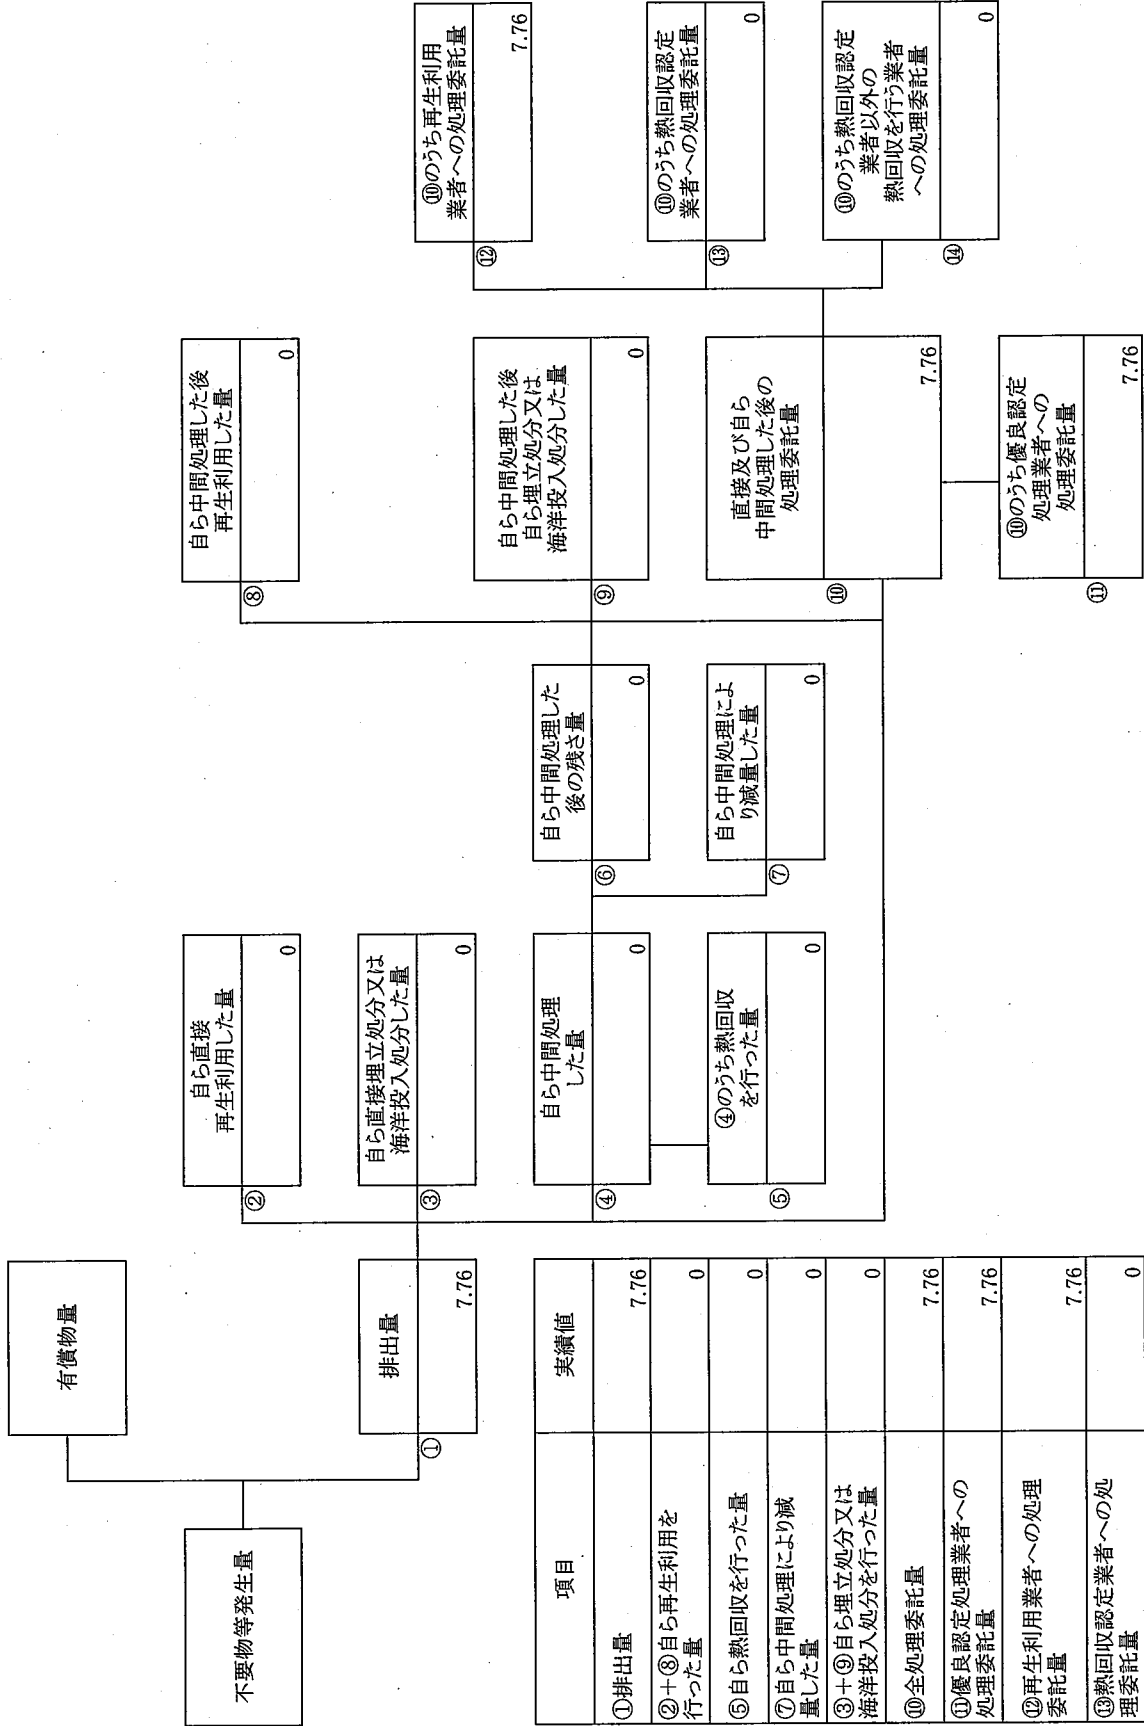 不要物等発生量
有償物量
排出量
①
7.76
自ら直接
再生利用した量
②
0
自ら直接埋立処分又は
海洋投入処分した量
③
0
自ら中間処理
した量
④
0
④のうち熱回収
を行った量
⑤
0
自ら中間処理した
後の残さ量
⑥
0
自ら中間処理によ
り減量した量
⑦
0
自ら中間処理した後
再生利用した量
⑧
0
自ら中間処理した後
自ら埋立処分又は
海洋投入処分した量
⑨
0
直接及び自ら
中間処理した後の
処理委託量
⑩
7.76
⑩のうち優良認定
処理業者への
処理委託量
⑪
7.76
⑩のうち再生利用
業者への処理委託量
⑫
7.76
⑩のうち熱回収認定
業者への処理委託量
⑬
0
⑩のうち熱回収認定
業者以外の
熱回収を行う業者
への処理委託量
⑭
0
項目 実績値
①排出量 7.76
②+⑧自ら再生利用を
行った量 0
⑤自ら熱回収を行った量 0
⑦自ら中間処理により減
量した量 0
③+⑨自ら埋立処分又は
海洋投入処分を行った量 0
⑩全処理委託量 7.76
⑪優良認定処理業者への
処理委託量 7.76
⑫再生利用業者への処理
委託量 7.76
⑬熱回収認定業者への処
理委託量 0